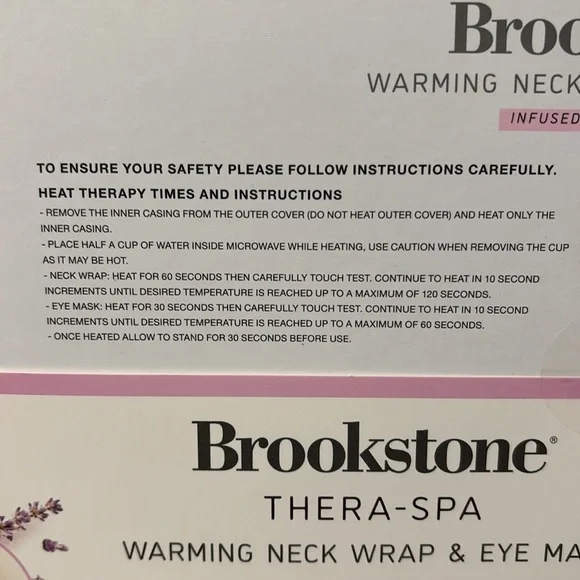 Broo
WARMING NECK
INFUSED
TO ENSURE YOUR SAFETY PLEASE FOLLOW INSTRUCTIONS CAREFULLY.
HEAT THERAPY TIMES AND INSTRUCTIONS
- REMOVE THE INNER CASING FROM THE OUTER COVER (DO NOT HEAT OUTER COVER) AND HEAT ONLY THE
INNER CASING.
- PLACE HALF A CUP OF WATER INSIDE MICROWAVE WHILE HEATING, USE CAUTION WHEN REMOVING THE CUP
AS IT MAY BE HOT.
- NECK WRAP: HEAT FOR 60 SECONDS THEN CAREFULLY TOUCH TEST. CONTINUE TO HEAT IN 10 SECOND
INCREMENTS UNTIL DESIRED TEMPERATURE IS REACHED UP TO A MAXIMUM OF 120 SECONDS.
- EYE MASK: HEAT FOR 30 SECONDS THEN CAREFULLY TOUCH TEST. CONTINUE TO HEAT IN 10 SECOND
INCREMENTS UNTIL DESIRED TEMPERATURE IS REACHED UP TO A MAXIMUM OF 60 SECONDS.
- ONCE HEATED ALLOW TO STAND FOR 30 SECONDS BEFORE USE.
Brookstone®
THERA-SPA
WARMING NECK WRAP & EYE MA